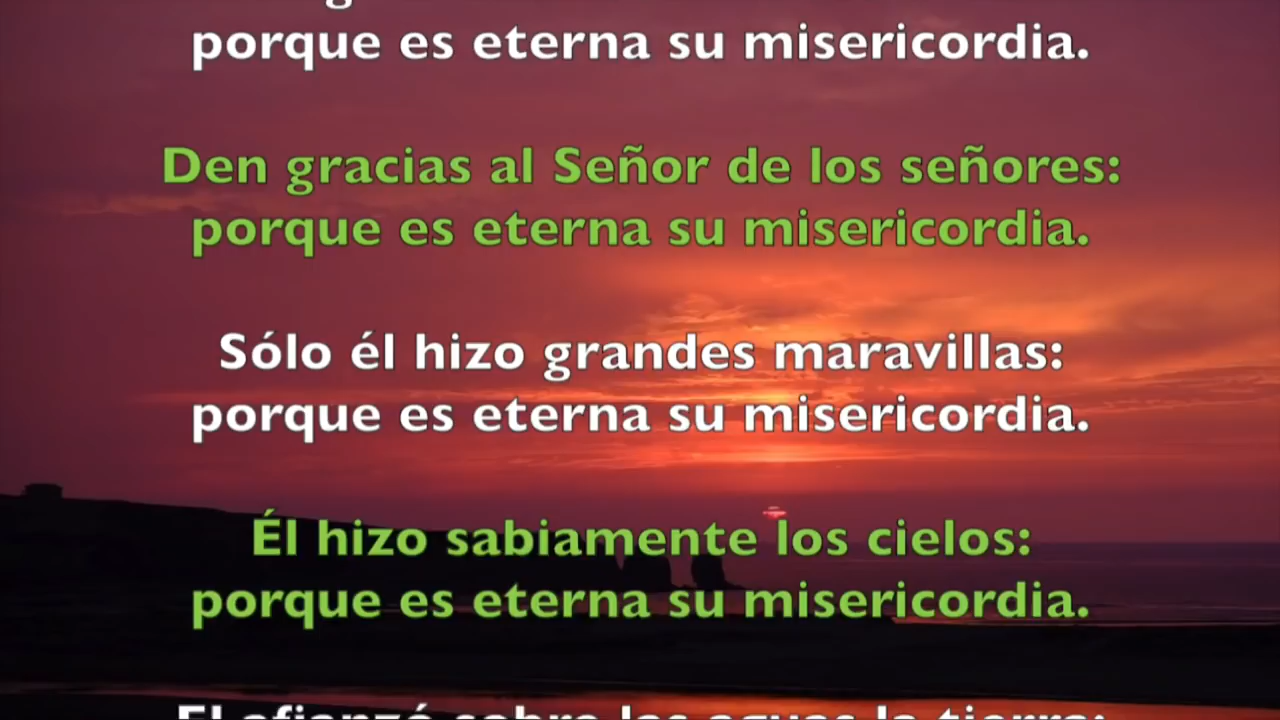 porque es eterna su misericordia.
Den gracias al Señor de los señores:
porque es eterna su misericordia.
Sólo él hizo grandes maravillas:
porque es eterna su misericordia.
Él hizo sabiamente los cielos:
porque es eterna su misericordia.
El afianzó sobre las aguas la tierra: